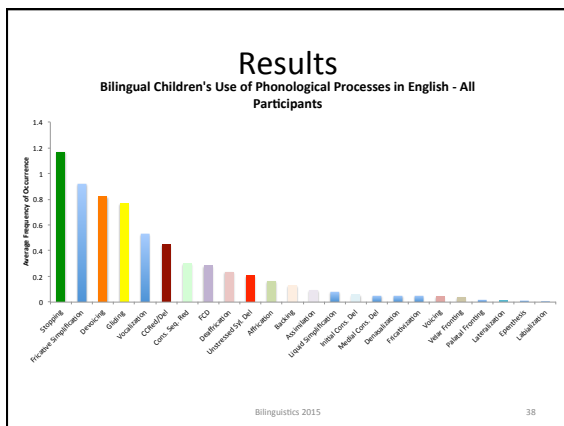 Results
Bilingual Children's Use of Phonological Processes in English - All
Participants
Average Frequency of Occurrence
1.4
1.2
1
0.8
0.6
0.4
0.2
0
Stopping
Fricative Simplification
Devoicing
Gliding
Vocalization
CCRed/Del
Cons. Seq. Red
FCD
Deaffrication
Unstressed Syl. Del
Affrication
Backing
Assimilation
Liquid Simplification
Initial Cons. Del
Medial Cons. Del
Denasalization
Fricativization
Voicing
Velar Fronting
Palatal Fronting
Lateralization
Epenthesis
Labialization
Bilinguistics 2015
38